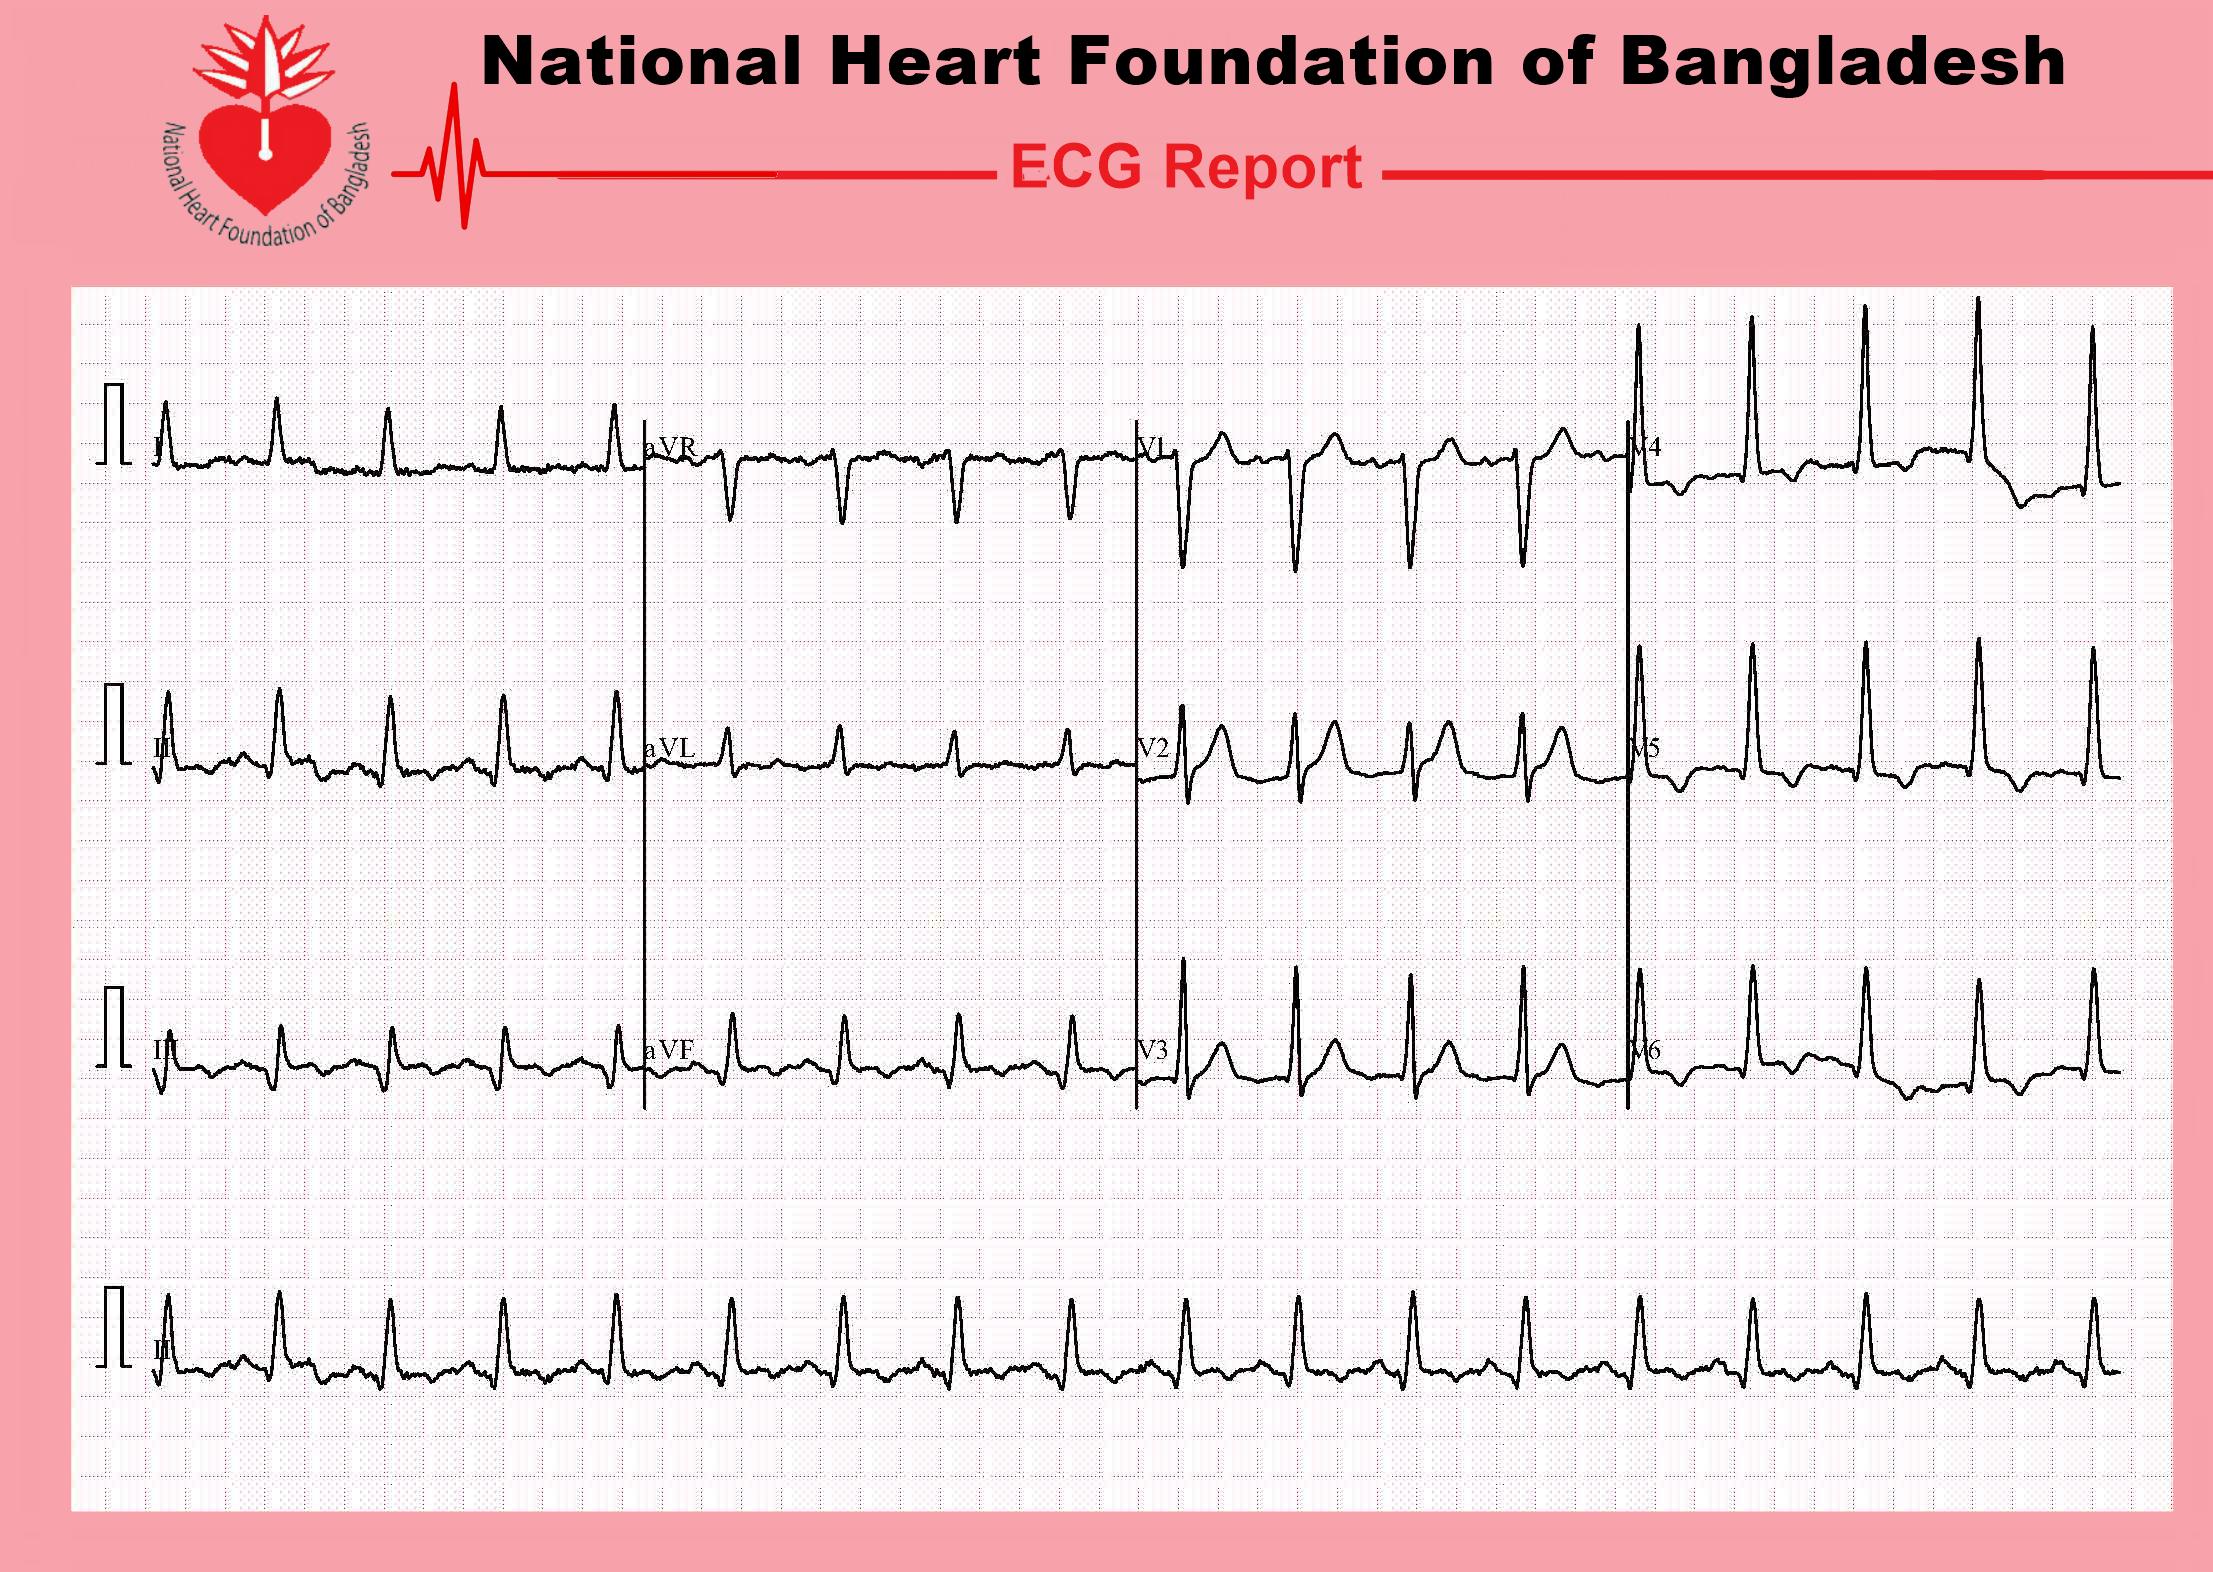 National Heart Foundation of Bangladesh
National Heart Foundation of Bangladesh
ECG Report
I aVR V1 V4
II aVL V2 V5
III aVF V3 V6
II